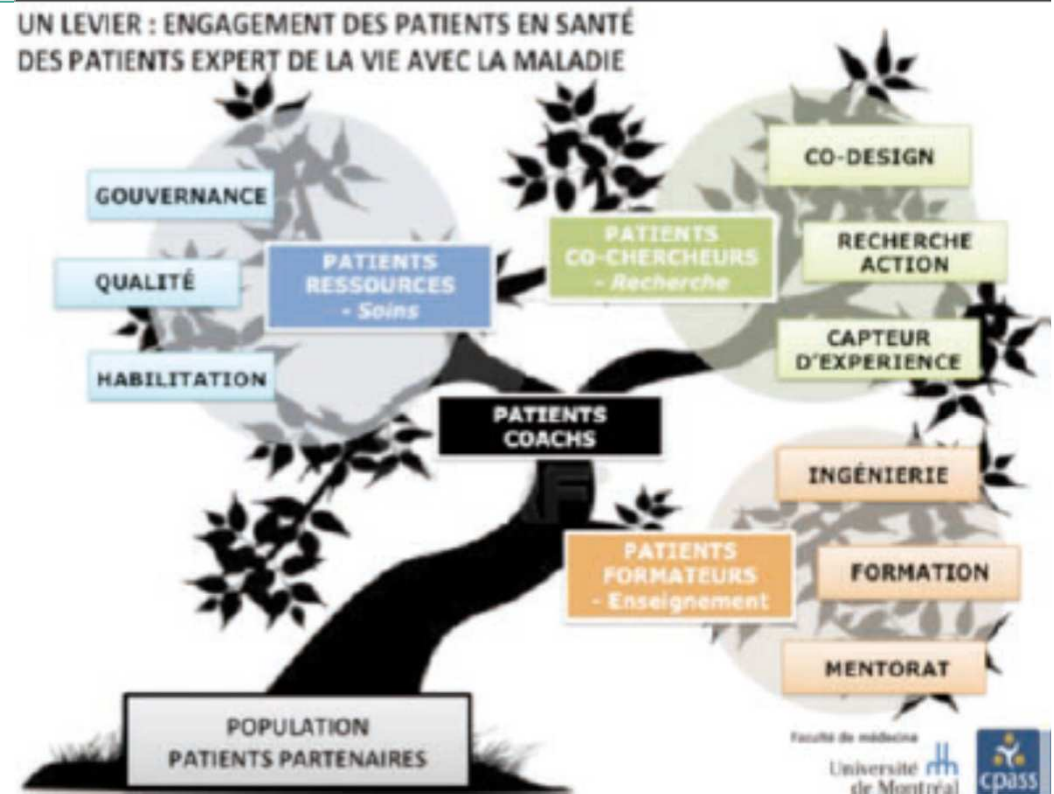 UN LEVIER : ENGAGEMENT DES PATIENTS EN SANTÉ
DES PATIENTS EXPERT DE LA VIE AVEC LA MALADIE
GOUVERNANCE
QUALITÉ
HABILITATION
PATIENTS
RESSOURCES
- Soins
PATIENTS
CO-CHERCHEURS
- Recherche
CO-DESIGN
RECHERCHE
ACTION
CAPTEUR
D'EXPERIENCE
PATIENTS
COACHS
PATIENTS
FORMATEURS
- Enseignement
INGÉNIERIE
FORMATION
MENTORAT
POPULATION
PATIENTS PARTENAIRES
Faculté de médecine
Université
de Montréal
cpass